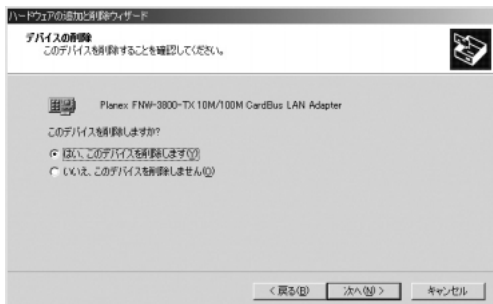 ハードウェアの追加と削除ウィザード
デバイスの削除
このデバイスを削除することを確認してください。
Planex FNW-3800-TX 10M/100M CardBus LAN Adapter
このデバイスを削除しますか?
はい、このデバイスを削除します(Y)
いいえ、このデバイスを削除しません(O)
< 戻る(B) 次へ(N) > キャンセル